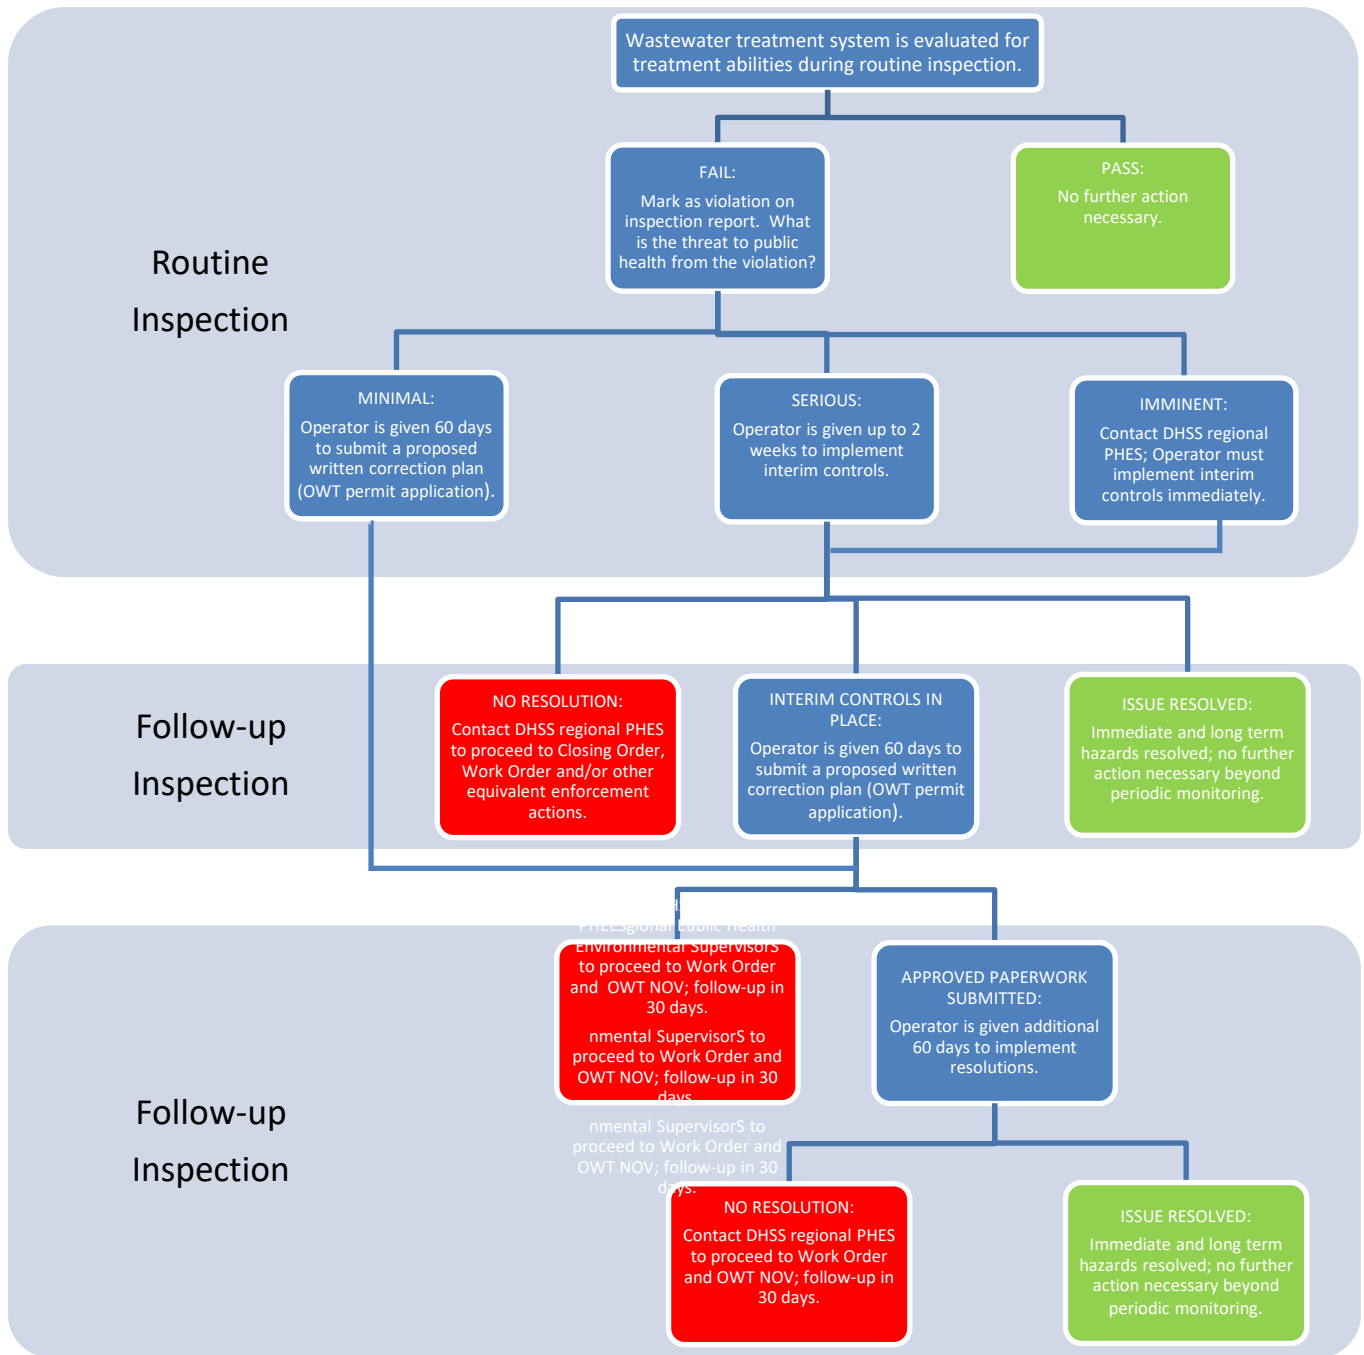 Wastewater treatment system is evaluated for
treatment abilities during routine inspection.
FAIL:
Mark as violation on
inspection report. What
is the threat to public
health from the violation?
PASS:
No further action
necessary.
Routine
Inspection
MINIMAL:
Operator is given 60 days
to submit a proposed
written correction plan
(OWT permit application).
SERIOUS:
Operator is given up to 2
weeks to implement
interim controls.
IMMINENT:
Contact DHSS regional
PHES; Operator must
implement interim
controls immediately.
Follow-up
Inspection
NO RESOLUTION:
Contact DHSS regional PHES
to proceed to Closing Order,
Work Order and/or other
equivalent enforcement
actions.
INTERIM CONTROLS IN
PLACE:
Operator is given 60 days to
submit a proposed written
correction plan (OWT permit
application).
ISSUE RESOLVED:
Immediate and long term
hazards resolved; no further
action necessary beyond
periodic monitoring.
Follow-up
Inspection
Public Health
Environmental SupervisorS
to proceed to Work Order
and OWT NOV; follow-up in
30 days.
nmental SupervisorS to
proceed to Work Order and
OWT NOV; follow-up in 30
days.
nmental SupervisorS to
proceed to Work Order and
OWT NOV; follow-up in 30
days.
APPROVED PAPERWORK
SUBMITTED:
Operator is given additional
60 days to implement
resolutions.
NO RESOLUTION:
Contact DHSS regional PHES
to proceed to Work Order
and OWT NOV; follow-up in
30 days.
ISSUE RESOLVED:
Immediate and long term
hazards resolved; no further
action necessary beyond
periodic monitoring.